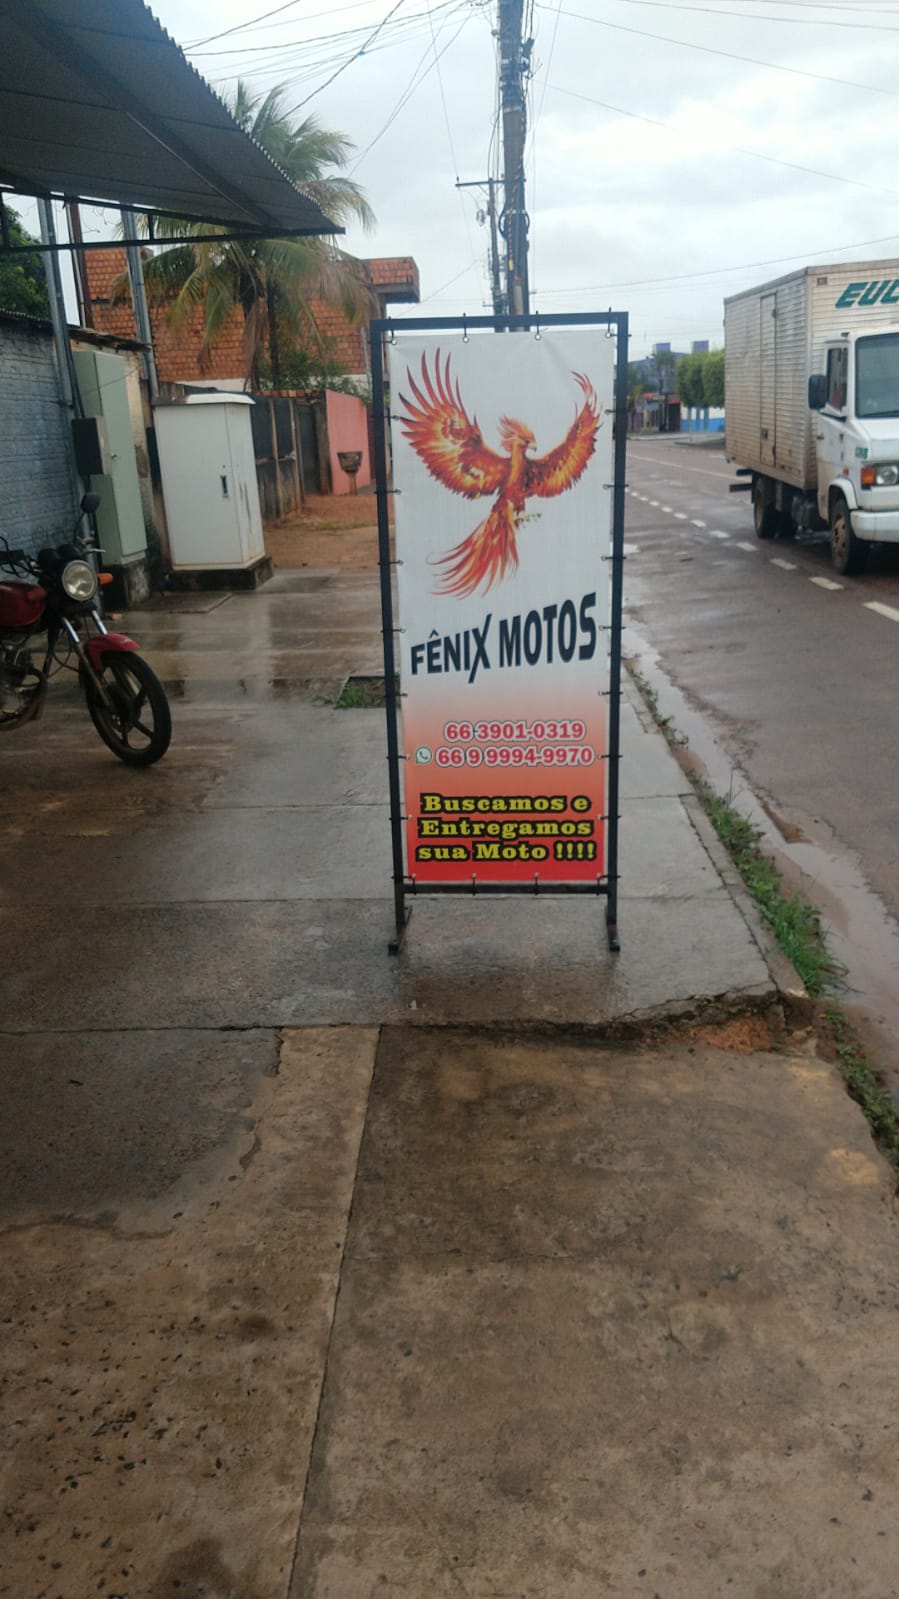 FÊNIX MOTOS
66 3901-0319
66 9 9994-9970
Buscamos e
Entregamos
sua Moto !!!!